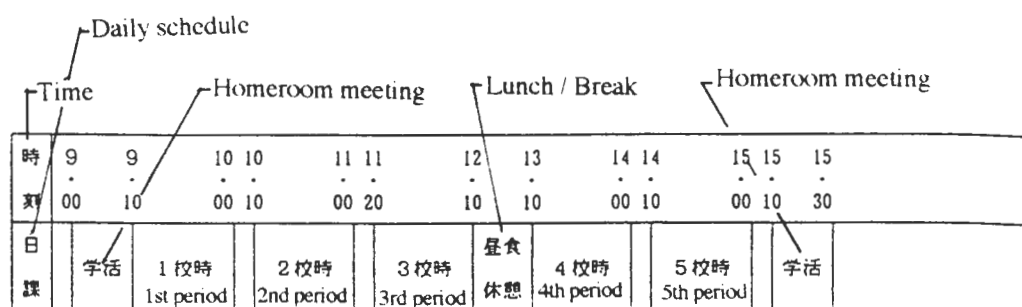 Daily schedule
Time
Homeroom meeting
Lunch / Break
Homeroom meeting
時刻
9.00
9.10
10.00
10.10
11.00
11.20
12.10
13.10
14.00
14.10
15.00
15.10
15.30
日課
学活
1校時
1st period
2校時
2nd period
3校時
3rd period
昼食
休憩
4校時
4th period
5校時
5th period
学活